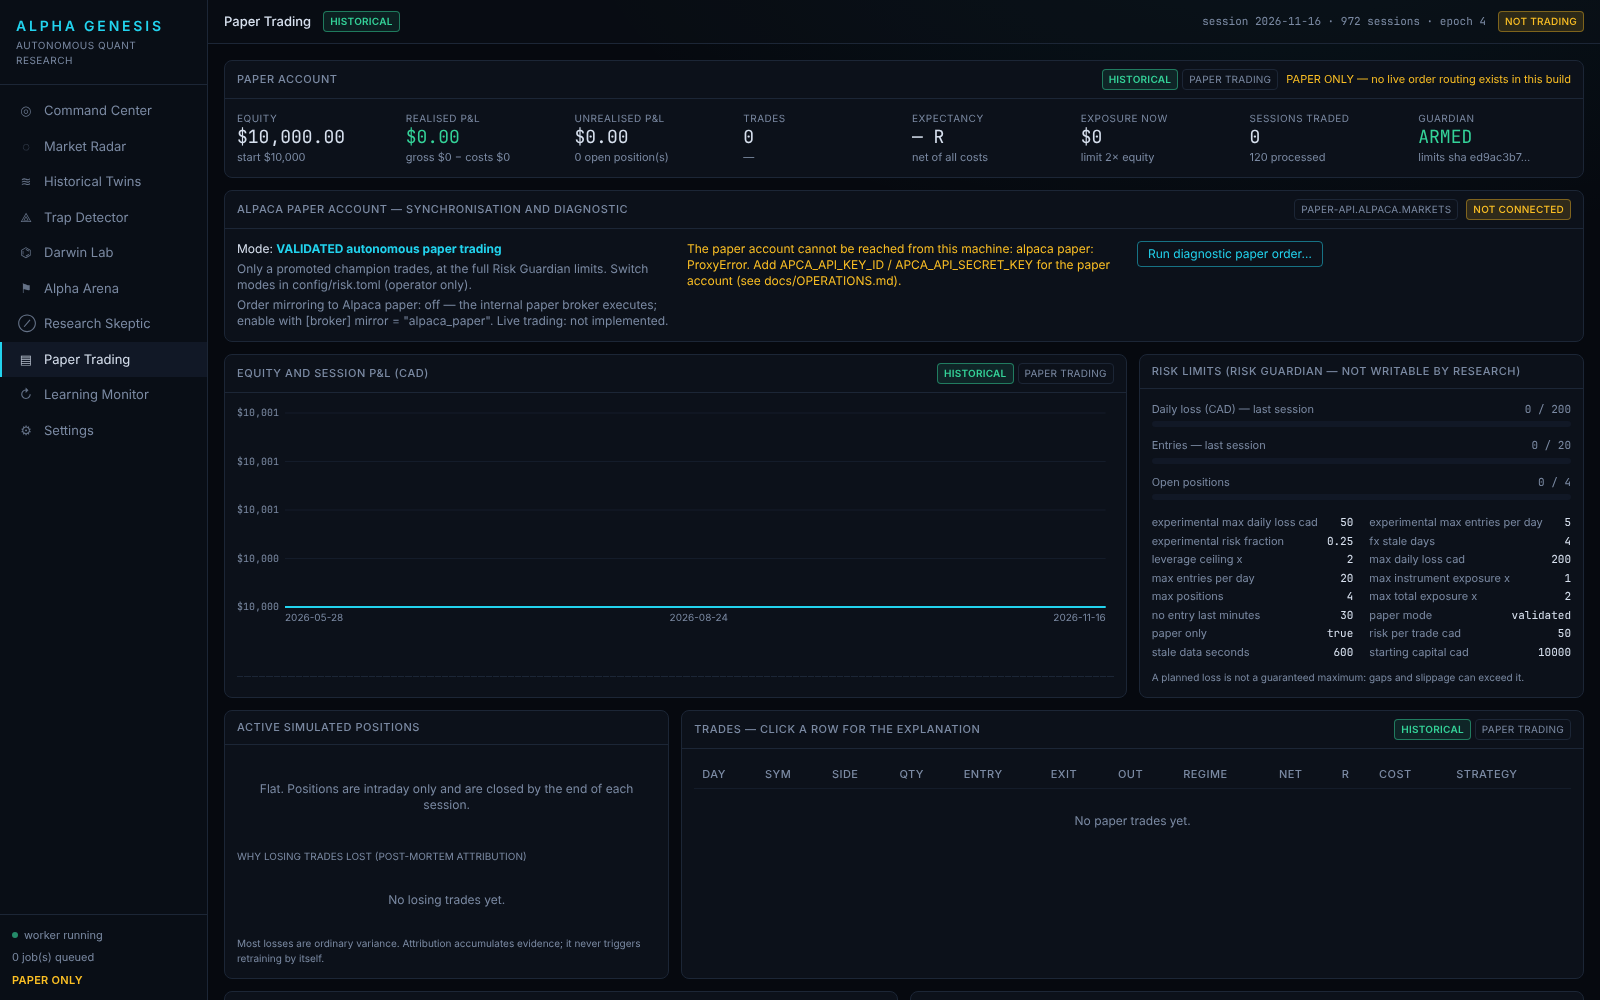 ALPHA GENESIS
AUTONOMOUS QUANT
RESEARCH
Command Center
Market Radar
Historical Twins
Trap Detector
Darwin Lab
Alpha Arena
Research Skeptic
Paper Trading
Learning Monitor
Settings
worker running
0 job(s) queued
PAPER ONLY
Paper Trading HISTORICAL
session 2026-11-16 · 972 sessions · epoch 4 NOT TRADING
PAPER ACCOUNT
HISTORICAL PAPER TRADING PAPER ONLY — no live order routing exists in this build
EQUITY
$10,000.00
start $10,000
REALISED P&L
$0.00
gross $0 − costs $0
UNREALISED P&L
$0.00
0 open position(s)
TRADES
0
—
EXPECTANCY
— R
net of all costs
EXPOSURE NOW
$0
limit 2× equity
SESSIONS TRADED
0
120 processed
GUARDIAN
ARMED
limits sha ed9ac3b7…
ALPACA PAPER ACCOUNT — SYNCHRONISATION AND DIAGNOSTIC
PAPER-API.ALPACA.MARKETS NOT CONNECTED
Mode: VALIDATED autonomous paper trading
Only a promoted champion trades, at the full Risk Guardian limits. Switch
modes in config/risk.toml (operator only).
Order mirroring to Alpaca paper: off — the internal paper broker executes;
enable with [broker] mirror = "alpaca_paper". Live trading: not implemented.
The paper account cannot be reached from this machine: alpaca paper:
ProxyError. Add APCA_API_KEY_ID / APCA_API_SECRET_KEY for the paper
account (see docs/OPERATIONS.md).
Run diagnostic paper order…
EQUITY AND SESSION P&L (CAD)
HISTORICAL PAPER TRADING
$10,001
$10,001
$10,001
$10,000
$10,000
2026-05-28 2026-08-24 2026-11-16
RISK LIMITS (RISK GUARDIAN — NOT WRITABLE BY RESEARCH)
Daily loss (CAD) — last session 0 / 200
Entries — last session 0 / 20
Open positions 0 / 4
experimental max daily loss cad 50 experimental max entries per day 5
experimental risk fraction 0.25 fx stale days 4
leverage ceiling x 2 max daily loss cad 200
max entries per day 20 max instrument exposure x 1
max positions 4 max total exposure x 2
no entry last minutes 30 paper mode validated
paper only true risk per trade cad 50
stale data seconds 600 starting capital cad 10000
A planned loss is not a guaranteed maximum: gaps and slippage can exceed it.
ACTIVE SIMULATED POSITIONS
Flat. Positions are intraday only and are closed by the end of each
session.
WHY LOSING TRADES LOST (POST-MORTEM ATTRIBUTION)
No losing trades yet.
Most losses are ordinary variance. Attribution accumulates evidence; it never triggers
retraining by itself.
TRADES — CLICK A ROW FOR THE EXPLANATION
HISTORICAL PAPER TRADING
DAY SYM SIDE QTY ENTRY EXIT OUT REGIME NET R COST STRATEGY
No paper trades yet.